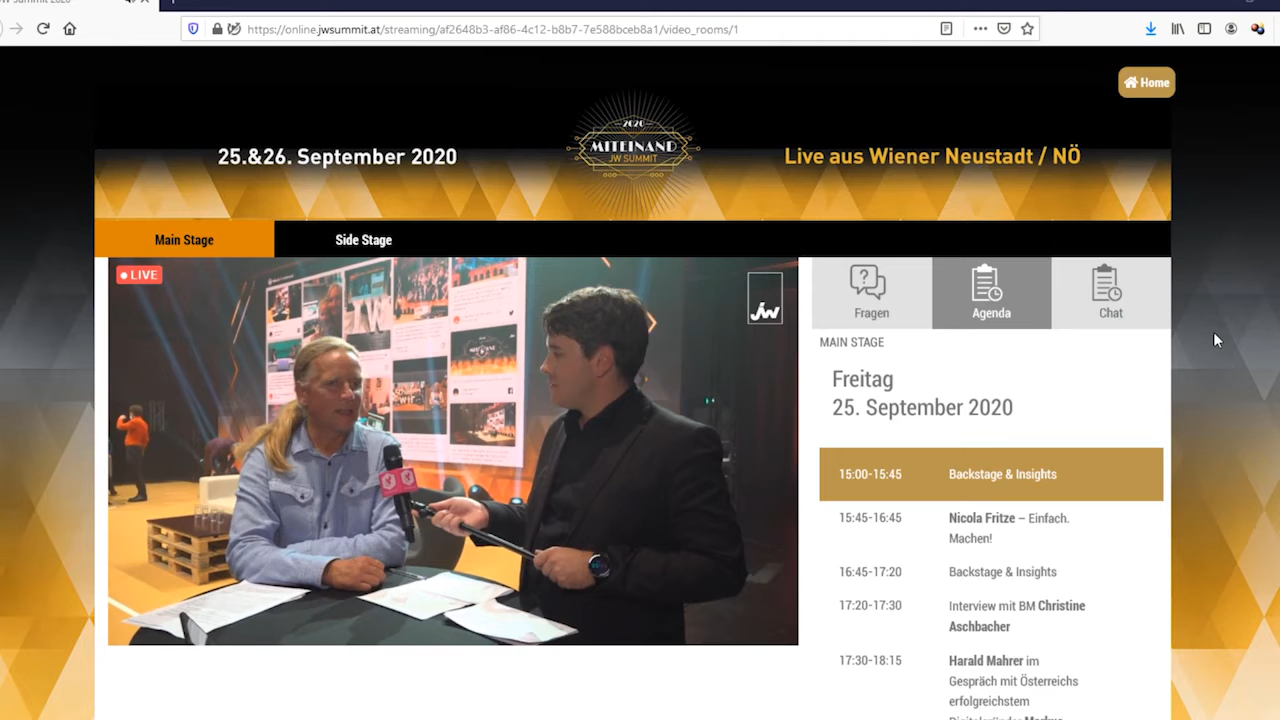 https://online.jwsummit.at/streaming/af2648b3-af86-4c12-b8b7-7e588bceb8a1/video_rooms/1
Home
25.&26. September 2020
2020
MITEINAND
JW SUMMIT
Live aus Wiener Neustadt / NÖ
Main Stage
Side Stage
LIVE
jw
Fragen
Agenda
Chat
MAIN STAGE
Freitag
25. September 2020
15:00-15:45
Backstage & Insights
15:45-16:45
Nicola Fritze – Einfach.
Machen!
16:45-17:20
Backstage & Insights
17:20-17:30
Interview mit BM Christine
Aschbacher
17:30-18:15
Harald Mahrer im
Gespräch mit Österreichs
erfolgreichstem